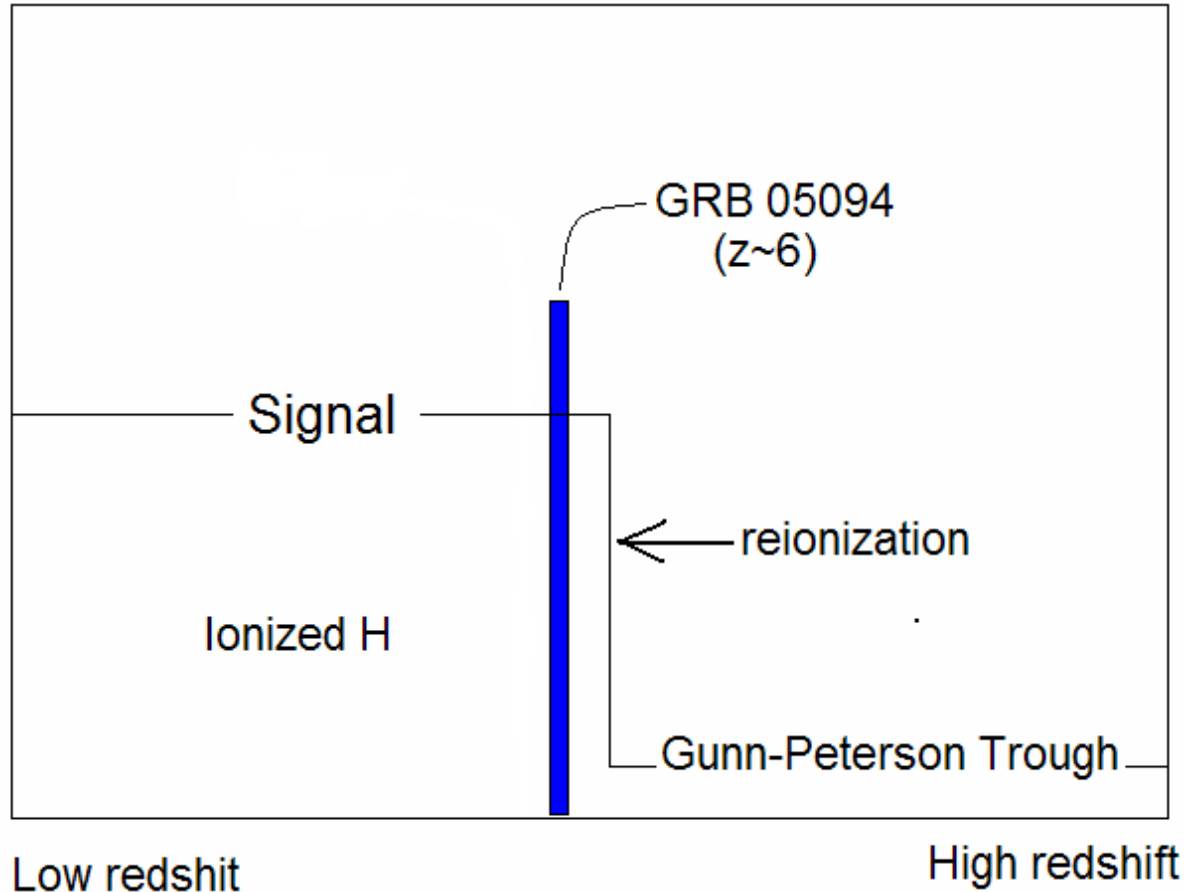 GRB 05094
(z~6)
Signal
reionization
Ionized H
Gunn-Peterson Trough
Low redshit
High redshift